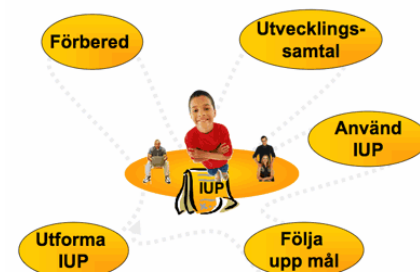 Förbered
Utvecklings-
samtal
Använd
IUP
IUP
Utforma
IUP
Följa
upp mål